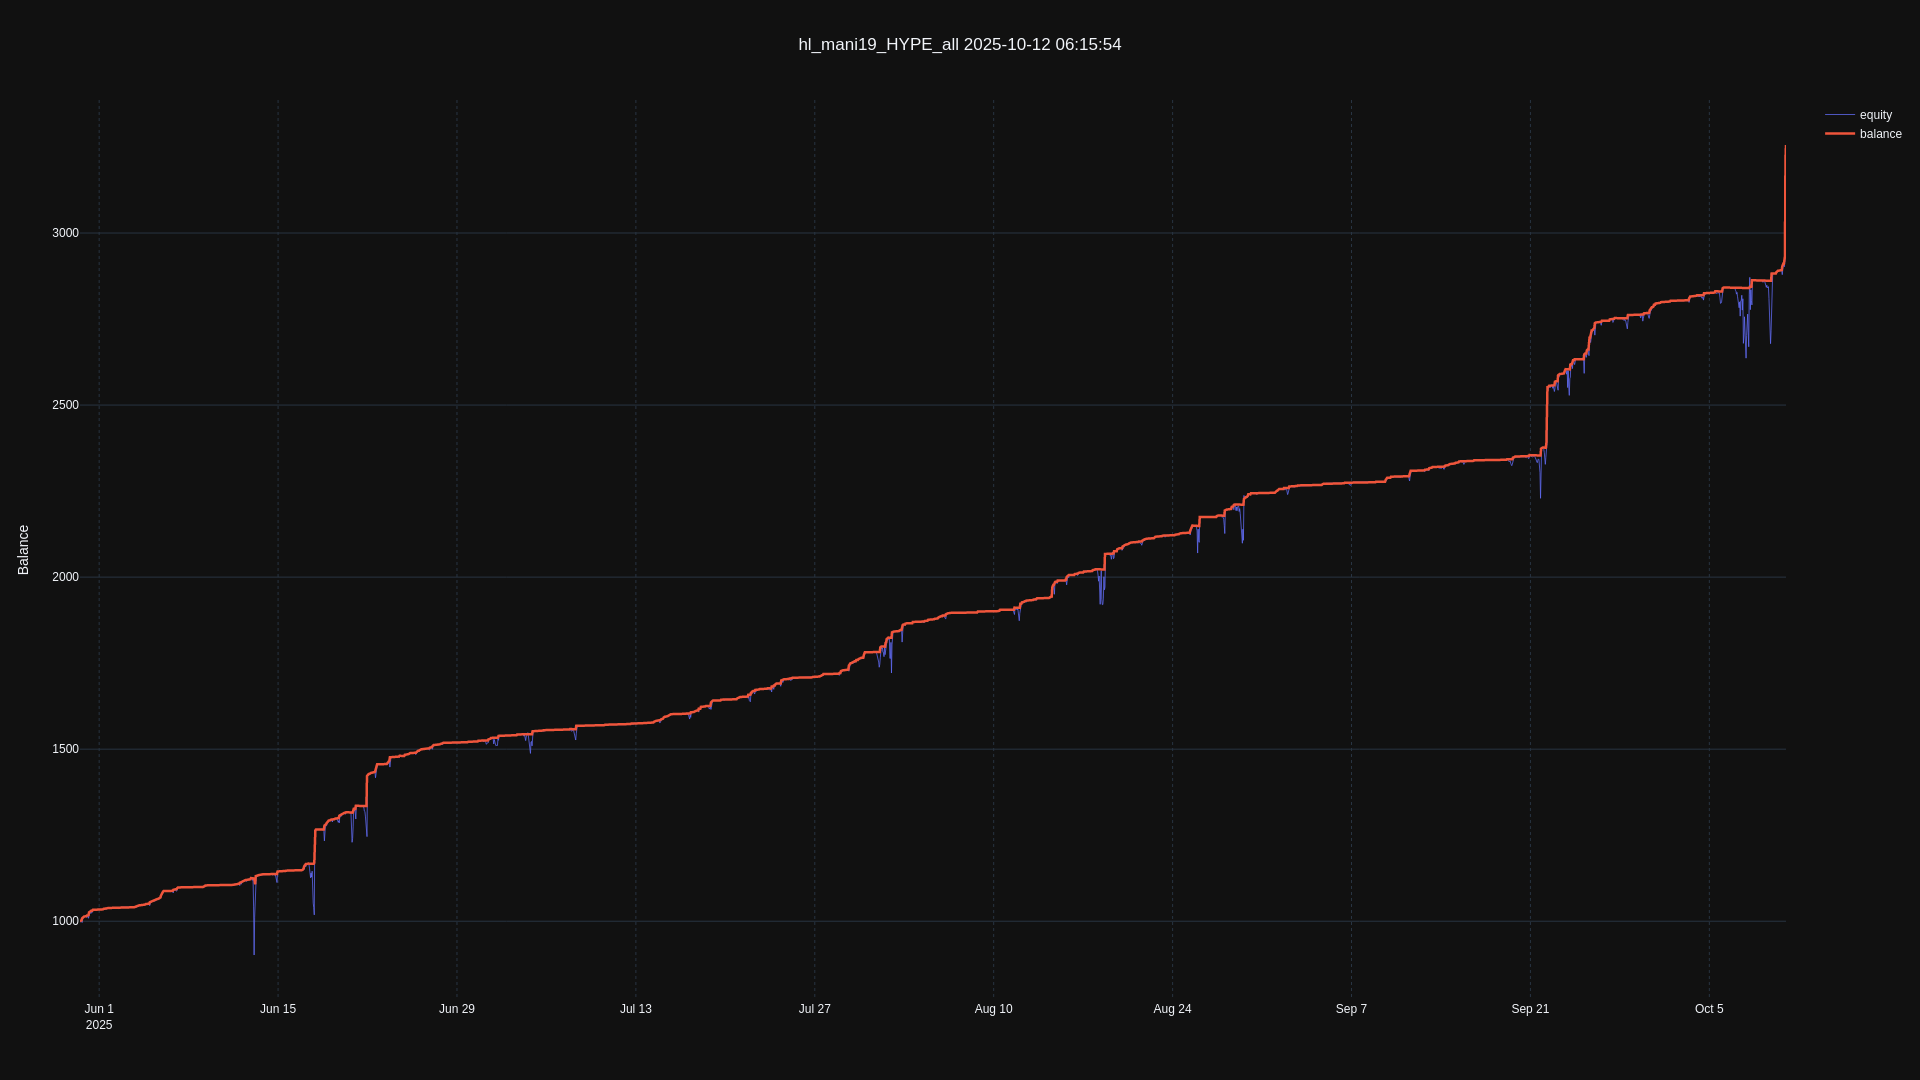 hl_mani19_HYPE_all 2025-10-12 06:15:54
equity
balance
3000
2500
2000
1500
1000
Balance
Jun 1
2025
Jun 15
Jun 29
Jul 13
Jul 27
Aug 10
Aug 24
Sep 7
Sep 21
Oct 5